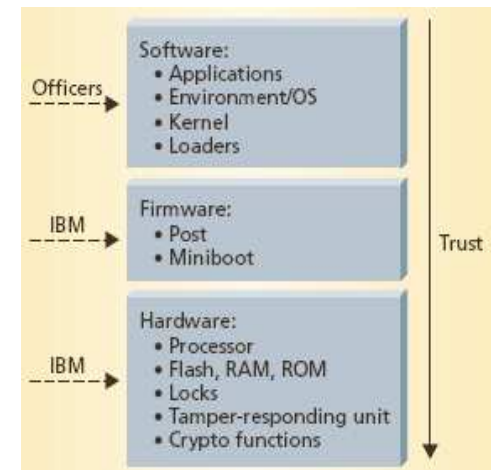 Software:
• Applications
Officers
• Environment/OS
• Kernel
• Loaders
Firmware:
IBM
• Post
• Miniboot
Trust
Hardware:
• Processor
• Flash, RAM, ROM
IBM
• Locks
• Tamper-responding unit
• Crypto functions